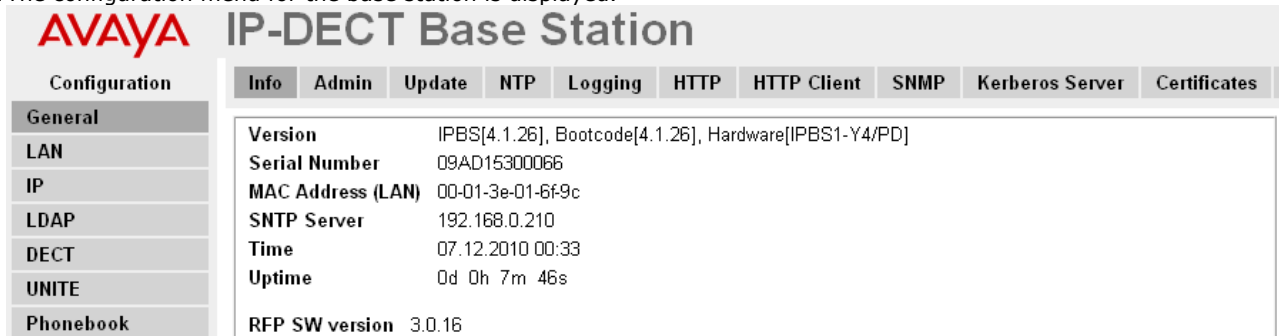 The configuration menu for the base station is displayed.
AVAYA IP-DECT Base Station
Configuration
Info Admin Update NTP Logging HTTP HTTP Client SNMP Kerberos Server Certificates
General
LAN
IP
LDAP
DECT
UNITE
Phonebook
Version IPBS[4.1.26], Bootcode[4.1.26], Hardware[IPBS1-Y4/PD]
Serial Number 09AD15300066
MAC Address (LAN) 00-01-3e-01-6f-9c
SNTP Server 192.168.0.210
Time 07.12.2010 00:33
Uptime 0d 0h 7m 46s
RFP SW version 3.0.16